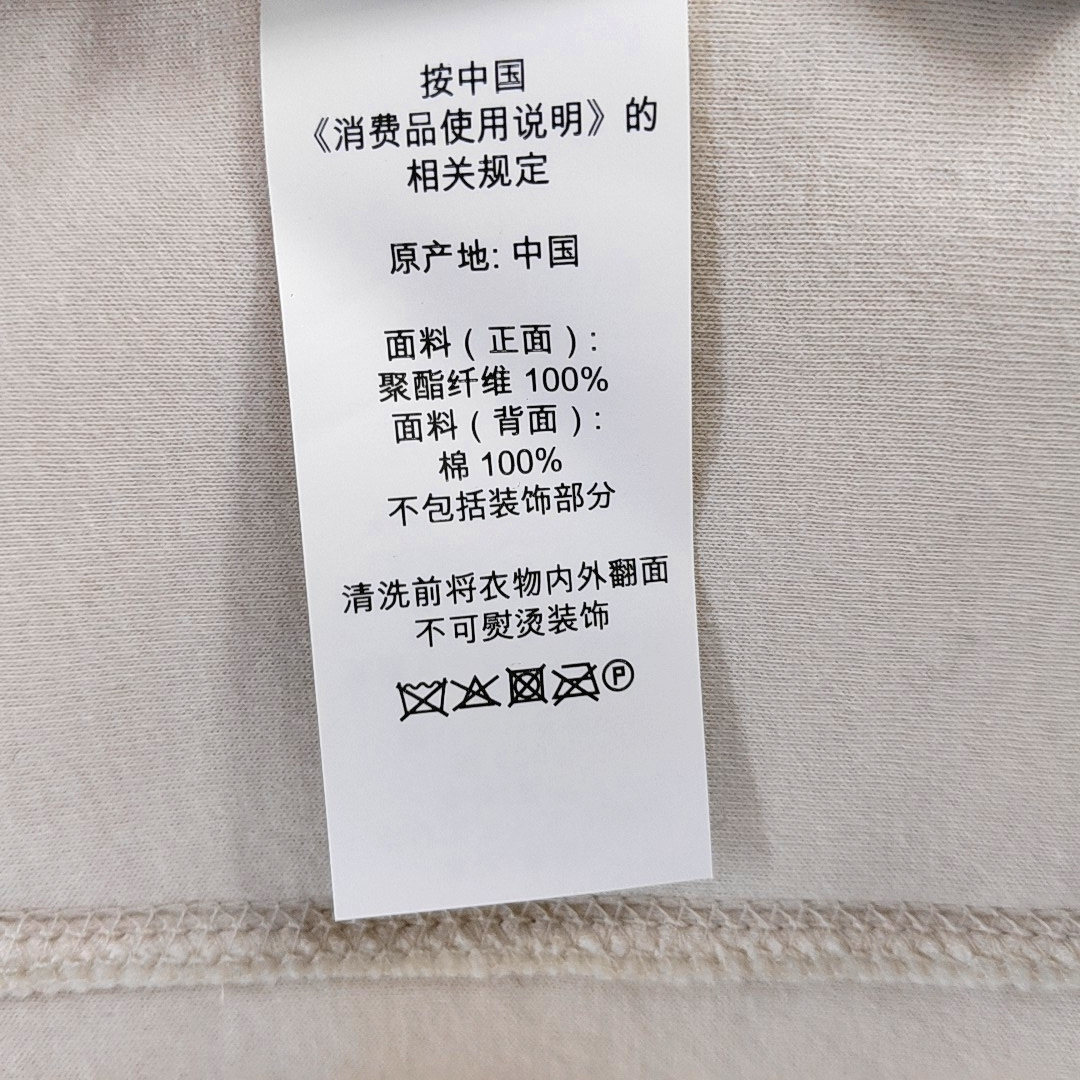 按中国
《消费品使用说明》的
相关规定
原产地: 中国
面料 ( 正面 ) :
聚酯纤维 100%
面料 ( 背面 ) :
棉 100%
不包括装饰部分
清洗前将衣物内外翻面
不可熨烫装饰
P